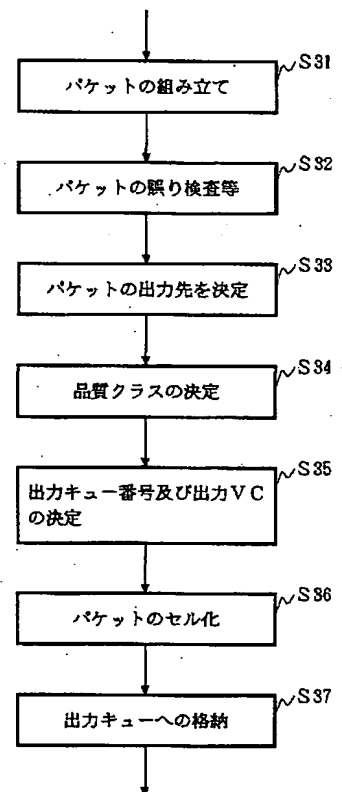 S31
パケットの組み立て
S32
パケットの誤り検査等
S33
パケットの出力先を決定
S34
品質クラスの決定
S35
出力キュー番号及び出力VC
の決定
S36
パケットのセル化
S37
出力キューへの格納